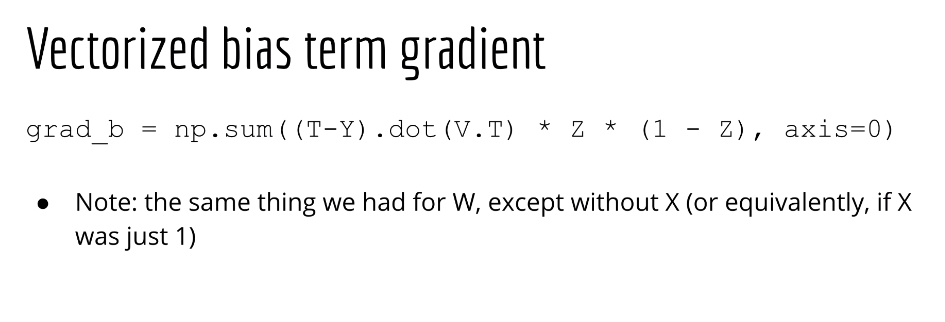 Vectorized bias term gradient
grad_b = np.sum((T-Y).dot(V.T) * Z * (1 - Z), axis=0)
● Note: the same thing we had for W, except without X (or equivalently, if X
was just 1)